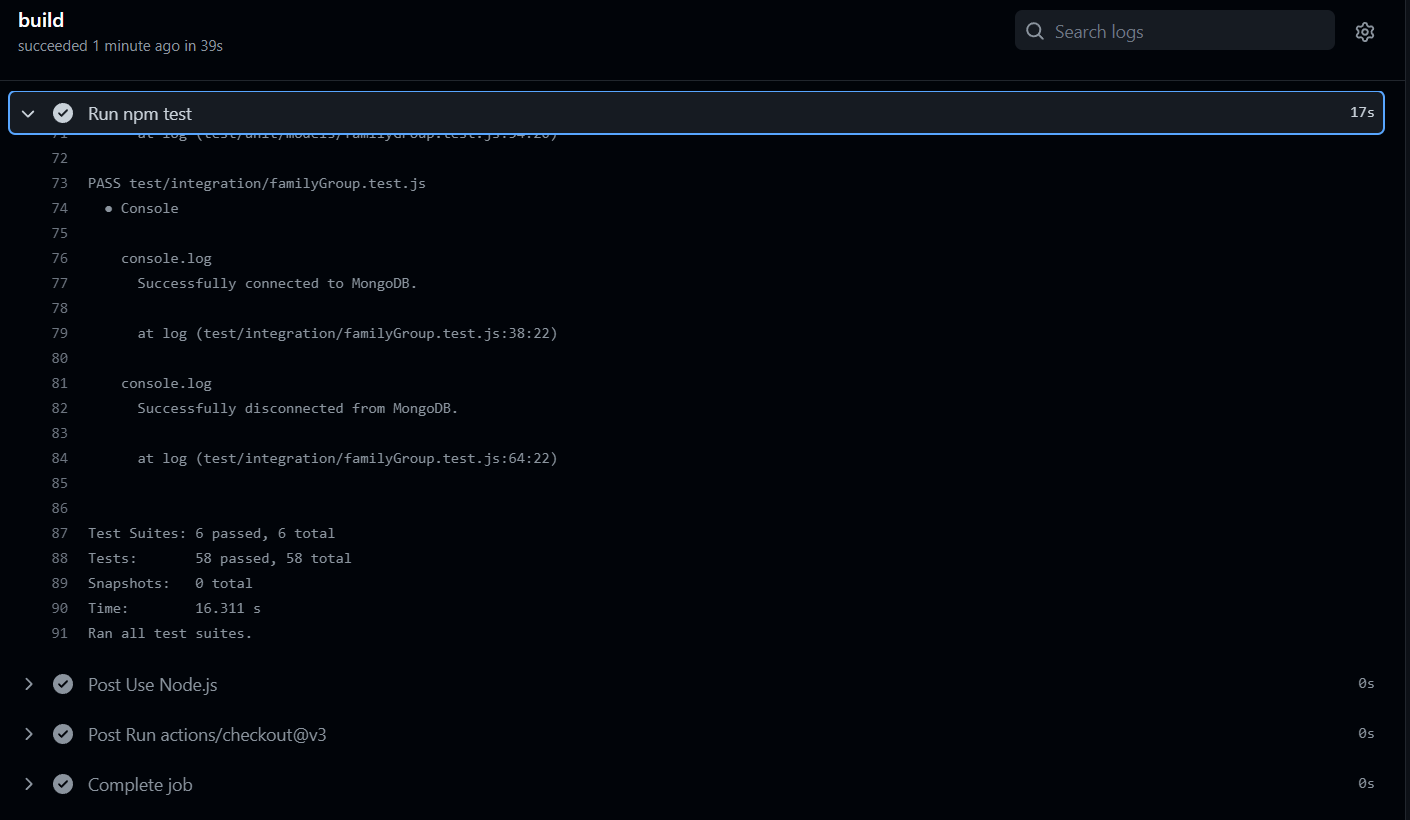 build
succeeded 1 minute ago in 39s
Search logs
Run npm test 17s
71 at log (test/unit/models/familyGroup.test.js:54:20)
72
73 PASS test/integration/familyGroup.test.js
74 ● Console
75
76 console.log
77 Successfully connected to MongoDB.
78
79 at log (test/integration/familyGroup.test.js:38:22)
80
81 console.log
82 Successfully disconnected from MongoDB.
83
84 at log (test/integration/familyGroup.test.js:64:22)
85
86
87 Test Suites: 6 passed, 6 total
88 Tests: 58 passed, 58 total
89 Snapshots: 0 total
90 Time: 16.311 s
91 Ran all test suites.
Post Use Node.js 0s
Post Run actions/checkout@v3 0s
Complete job 0s